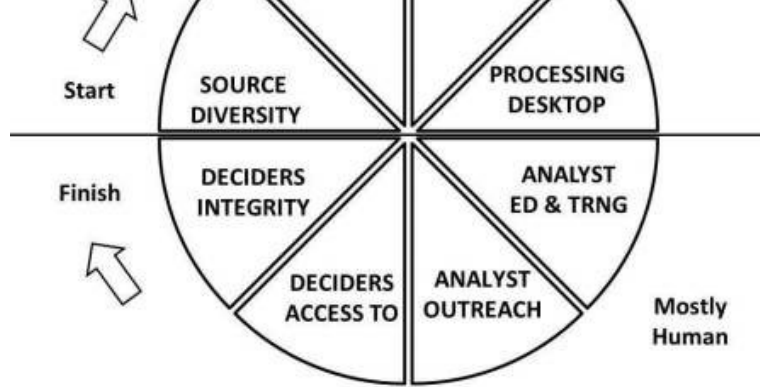 Start
SOURCE
DIVERSITY
PROCESSING
DESKTOP
Finish
DECIDERS
INTEGRITY
ANALYST
ED & TRNG
DECIDERS
ACCESS TO
ANALYST
OUTREACH
Mostly
Human